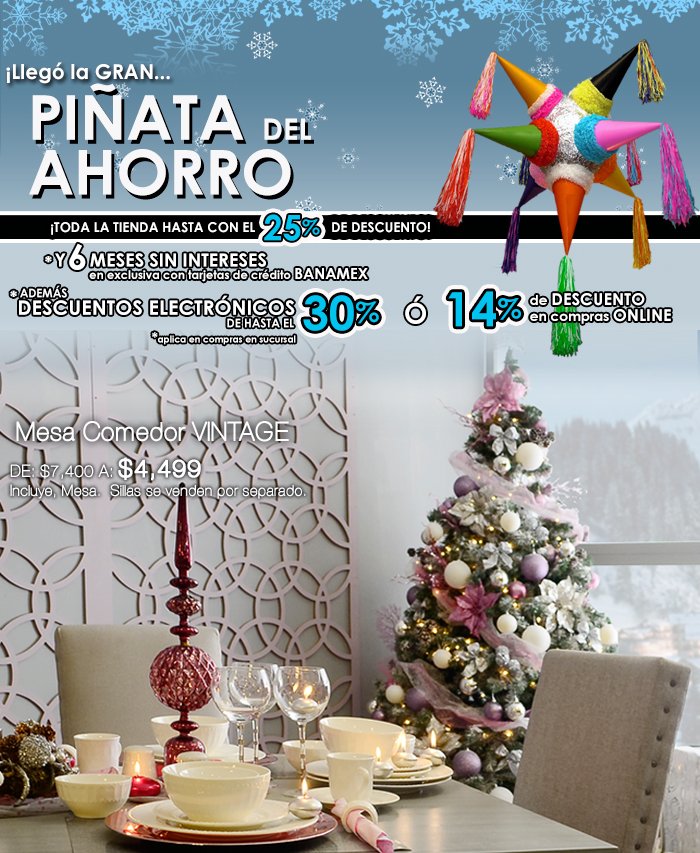 ¡Llegó la GRAN...
PIÑATA DEL
AHORRO
¡TODA LA TIENDA HASTA CON EL 25% DE DESCUENTO!
*Y 6 MESES SIN INTERESES
en exclusiva con tarjetas de crédito BANAMEX
* ADEMÁS
DESCUENTOS ELECTRÓNICOS
DE HASTA EL 30% ó 14% de DESCUENTO
en compras ONLINE
*aplica en compras en sucursal
Mesa Comedor VINTAGE
DE: $7,400 A: $4,499
Incluye, Mesa. Sillas se venden por separado.